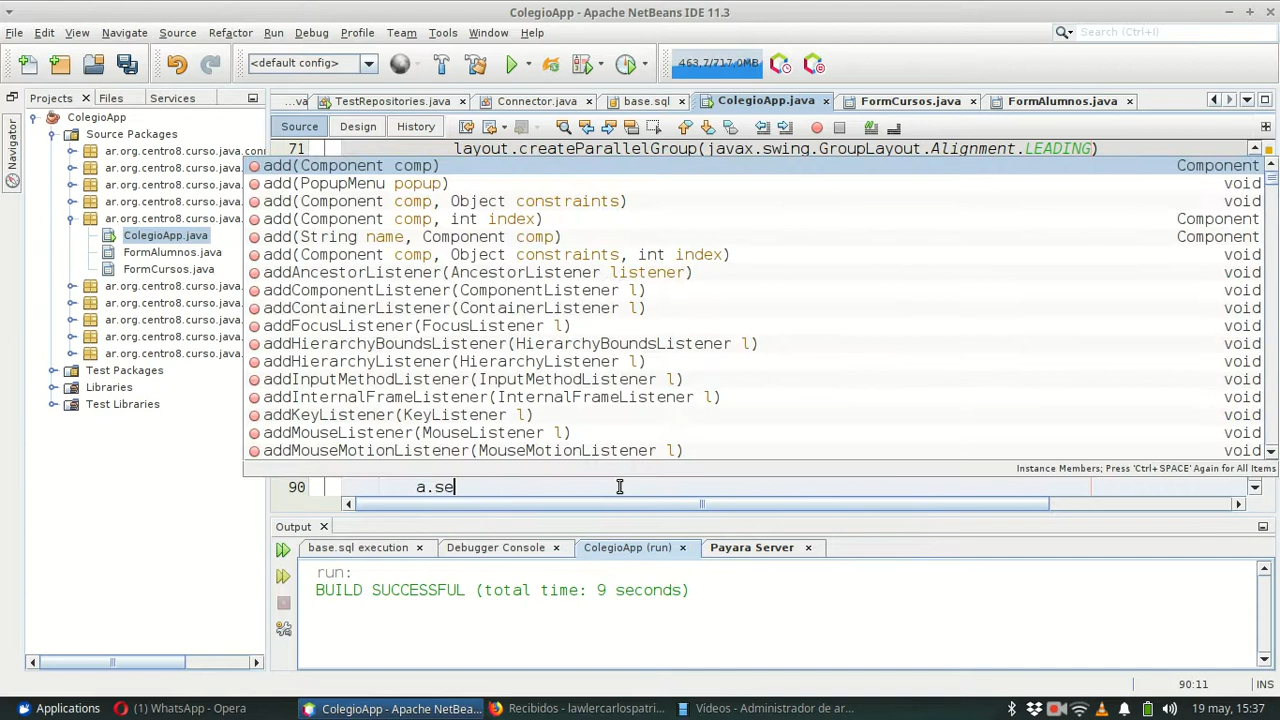 ColegioApp - Apache NetBeans IDE 11.3
File Edit View Navigate Source Refactor Run Debug Profile Team Tools Window Help
Search (Ctrl+I)
<default config>
463.7/717.0MB
Projects Files Services
...va TestRepositories.java Connector.java base.sql ColegioApp.java FormCursos.java FormAlumnos.java
Navigator
ColegioApp
Source Packages
ar.org.centro8.curso.java.conn
ar.org.centro8.curso.java.
ar.org.centro8.curso.java.
ar.org.centro8.curso.java.
ar.org.centro8.curso.java.
ColegioApp.java
FormAlumnos.java
FormCursos.java
ar.org.centro8.curso.java.
ar.org.centro8.curso.java.
ar.org.centro8.curso.java.
ar.org.centro8.curso.java.
ar.org.centro8.curso.java.
Test Packages
Libraries
Test Libraries
Source Design History
71 layout.createParallelGroup(javax.swing.GroupLayout.Alignment.LEADING)
add(Component comp) Component
add(PopupMenu popup) void
add(Component comp, Object constraints) void
add(Component comp, int index) Component
add(String name, Component comp) Component
add(Component comp, Object constraints, int index) void
addAncestorListener(AncestorListener listener) void
addComponentListener(ComponentListener l) void
addContainerListener(ContainerListener l) void
addFocusListener(FocusListener l) void
addHierarchyBoundsListener(HierarchyBoundsListener l) void
addHierarchyListener(HierarchyListener l) void
addInputMethodListener(InputMethodListener l) void
addInternalFrameListener(InternalFrameListener l) void
addKeyListener(KeyListener l) void
addMouseListener(MouseListener l) void
addMouseMotionListener(MouseMotionListener l) void
Instance Members; Press 'Ctrl+SPACE' Again for All Items
90 a.se
Output
base.sql execution Debugger Console ColegioApp (run) Payara Server
run:
BUILD SUCCESSFUL (total time: 9 seconds)
90:11 INS
Applications (1) WhatsApp - Opera ColegioApp - Apache NetBea... Recibidos - lawlercarlospatri... Vídeos - Administrador de ar... 19 may, 15:37